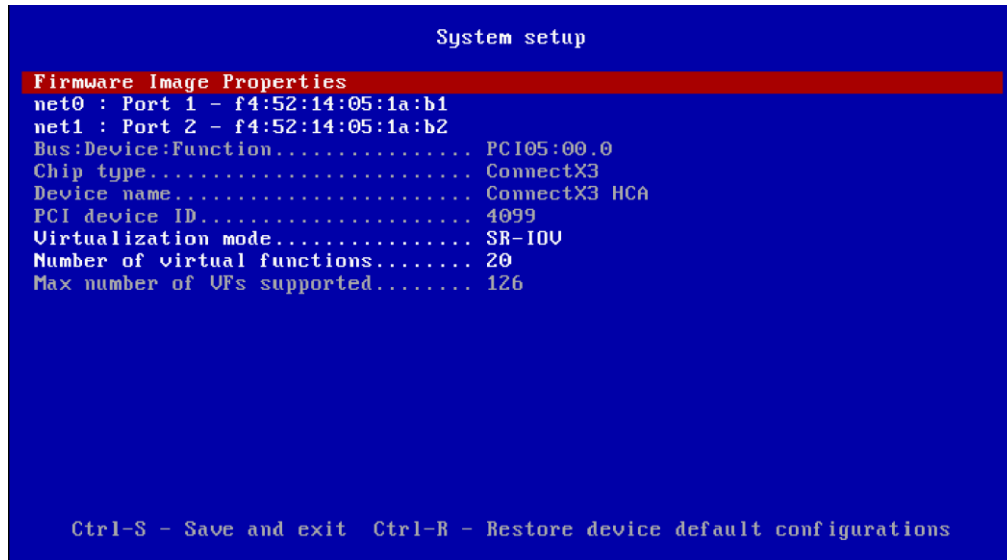 System setup
Firmware Image Properties
net0 : Port 1 - f4:52:14:05:1a:b1
net1 : Port 2 - f4:52:14:05:1a:b2
Bus:Device:Function................ PCI05:00.0
Chip type.......................... ConnectX3
Device name........................ ConnectX3 HCA
PCI device ID...................... 4099
Virtualization mode................ SR-IOV
Number of virtual functions........ 20
Max number of VFs supported........ 126
Ctrl-S - Save and exit  Ctrl-R - Restore device default configurations